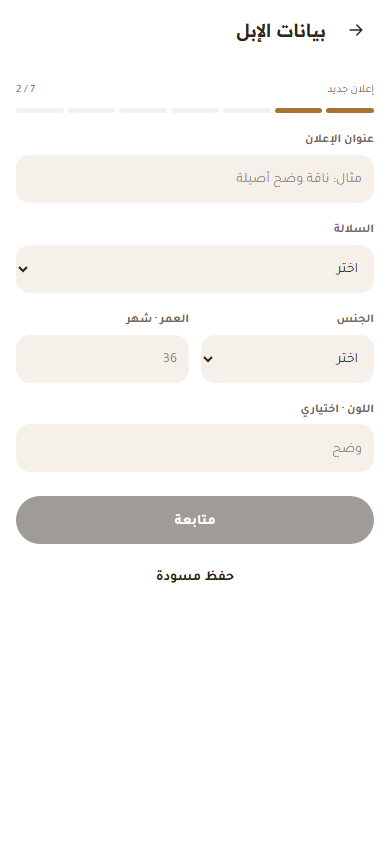 بيانات الإبل
إعلان جديد
2 / 7
عنوان الإعلان
مثال: ناقة وضح أصيلة
السلالة
اختر
الجنس
العمر · شهر
اختر
36
اللون · اختياري
وضح
متابعة
حفظ مسودة